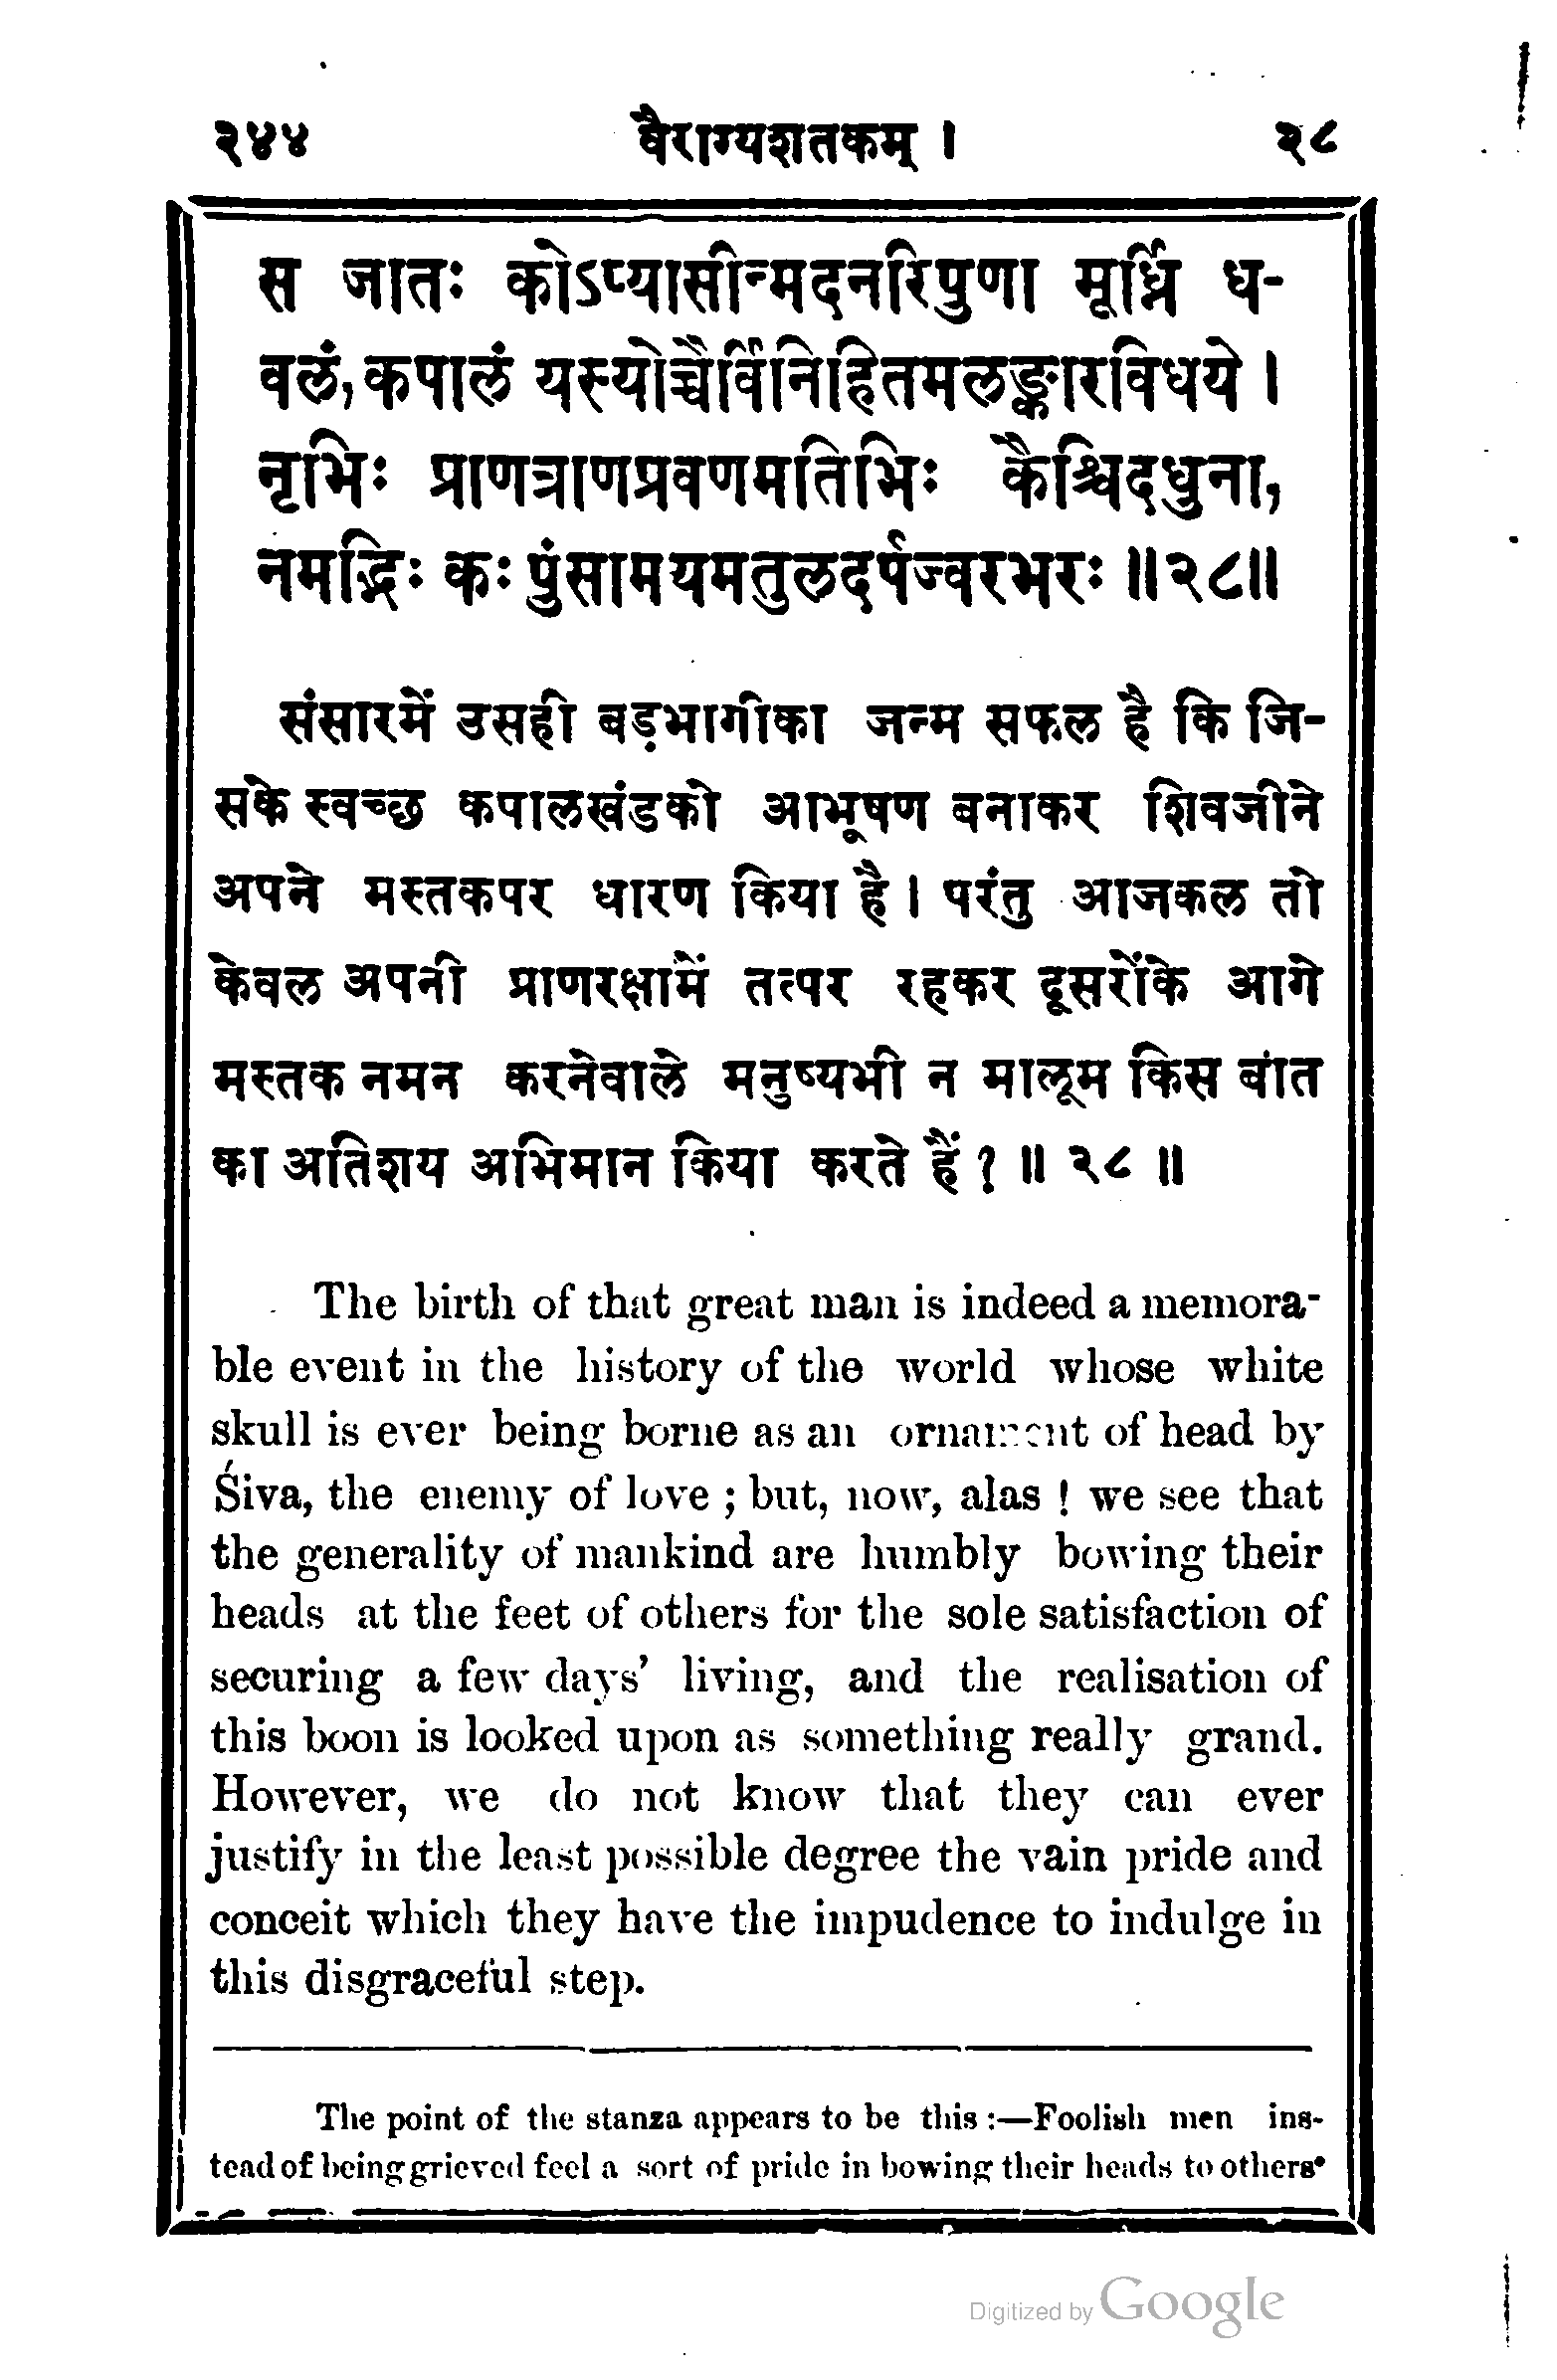 २४४ वैराग्यशतकम् । २८
स जातः कोऽप्यासीन्मदनरिपुणा मूर्ध्नि ध-
वलं, कपालं यस्योच्चैर्विनिहितमलङ्कारविधये ।
नृभिः प्राणत्राणप्रवणमतिभिः कैश्चिदधुना,
नमद्भिः कः पुंसामयमतुलदर्पज्वरभरः ॥२८॥
संसारमें उसही बड़भागीका जन्म सफल है कि जि-
सके स्वच्छ कपालखंडको आभूषण बनाकर शिवजीने
अपने मस्तकपर धारण किया है । परंतु आजकल तो
केवल अपनी प्राणरक्षामें तत्पर रहकर दूसरोंके आगे
मस्तक नमन करनेवाले मनुष्यभी न मालूम किस बात
का अतिशय अभिमान किया करते हैं ? ॥ २८ ॥
The birth of that great man is indeed a memora-
ble event in the history of the world whose white
skull is ever being borne as an ornament of head by
Śiva, the enemy of love ; but, now, alas ! we see that
the generality of mankind are humbly bowing their
heads at the feet of others for the sole satisfaction of
securing a few days' living, and the realisation of
this boon is looked upon as something really grand.
However, we do not know that they can ever
justify in the least possible degree the vain pride and
conceit which they have the impudence to indulge in
this disgraceful step.
The point of the stanza appears to be this :—Foolish men ins-
tead of being grieved feel a sort of pride in bowing their heads to others•
Digitized by Google